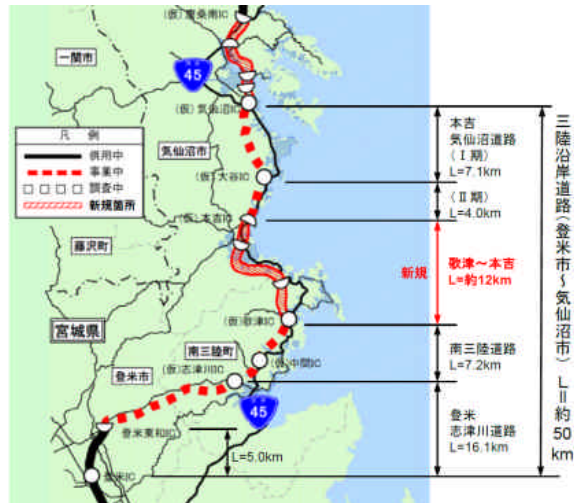 (仮)唐桑南IC
一関市
45
(仮)気仙沼IC
凡 例
供用中
事業中
調査中
新規箇所
気仙沼市
(仮)大谷IC
(仮)本吉IC
藤沢町
(仮)歌津IC
宮城県
南三陸町
(仮)中間IC
登米市
(仮)志津川IC
45
登米東和IC
登米IC
L=5.0km
本吉
気仙沼道路
(Ⅰ期)
L=7.1km
(Ⅱ期)
L=4.0km
新規
歌津～本吉
L=約12km
南三陸道路
L=7.2km
登米
志津川道路
L=16.1km
三陸沿岸道路(登米市～気仙沼市) L=約50km